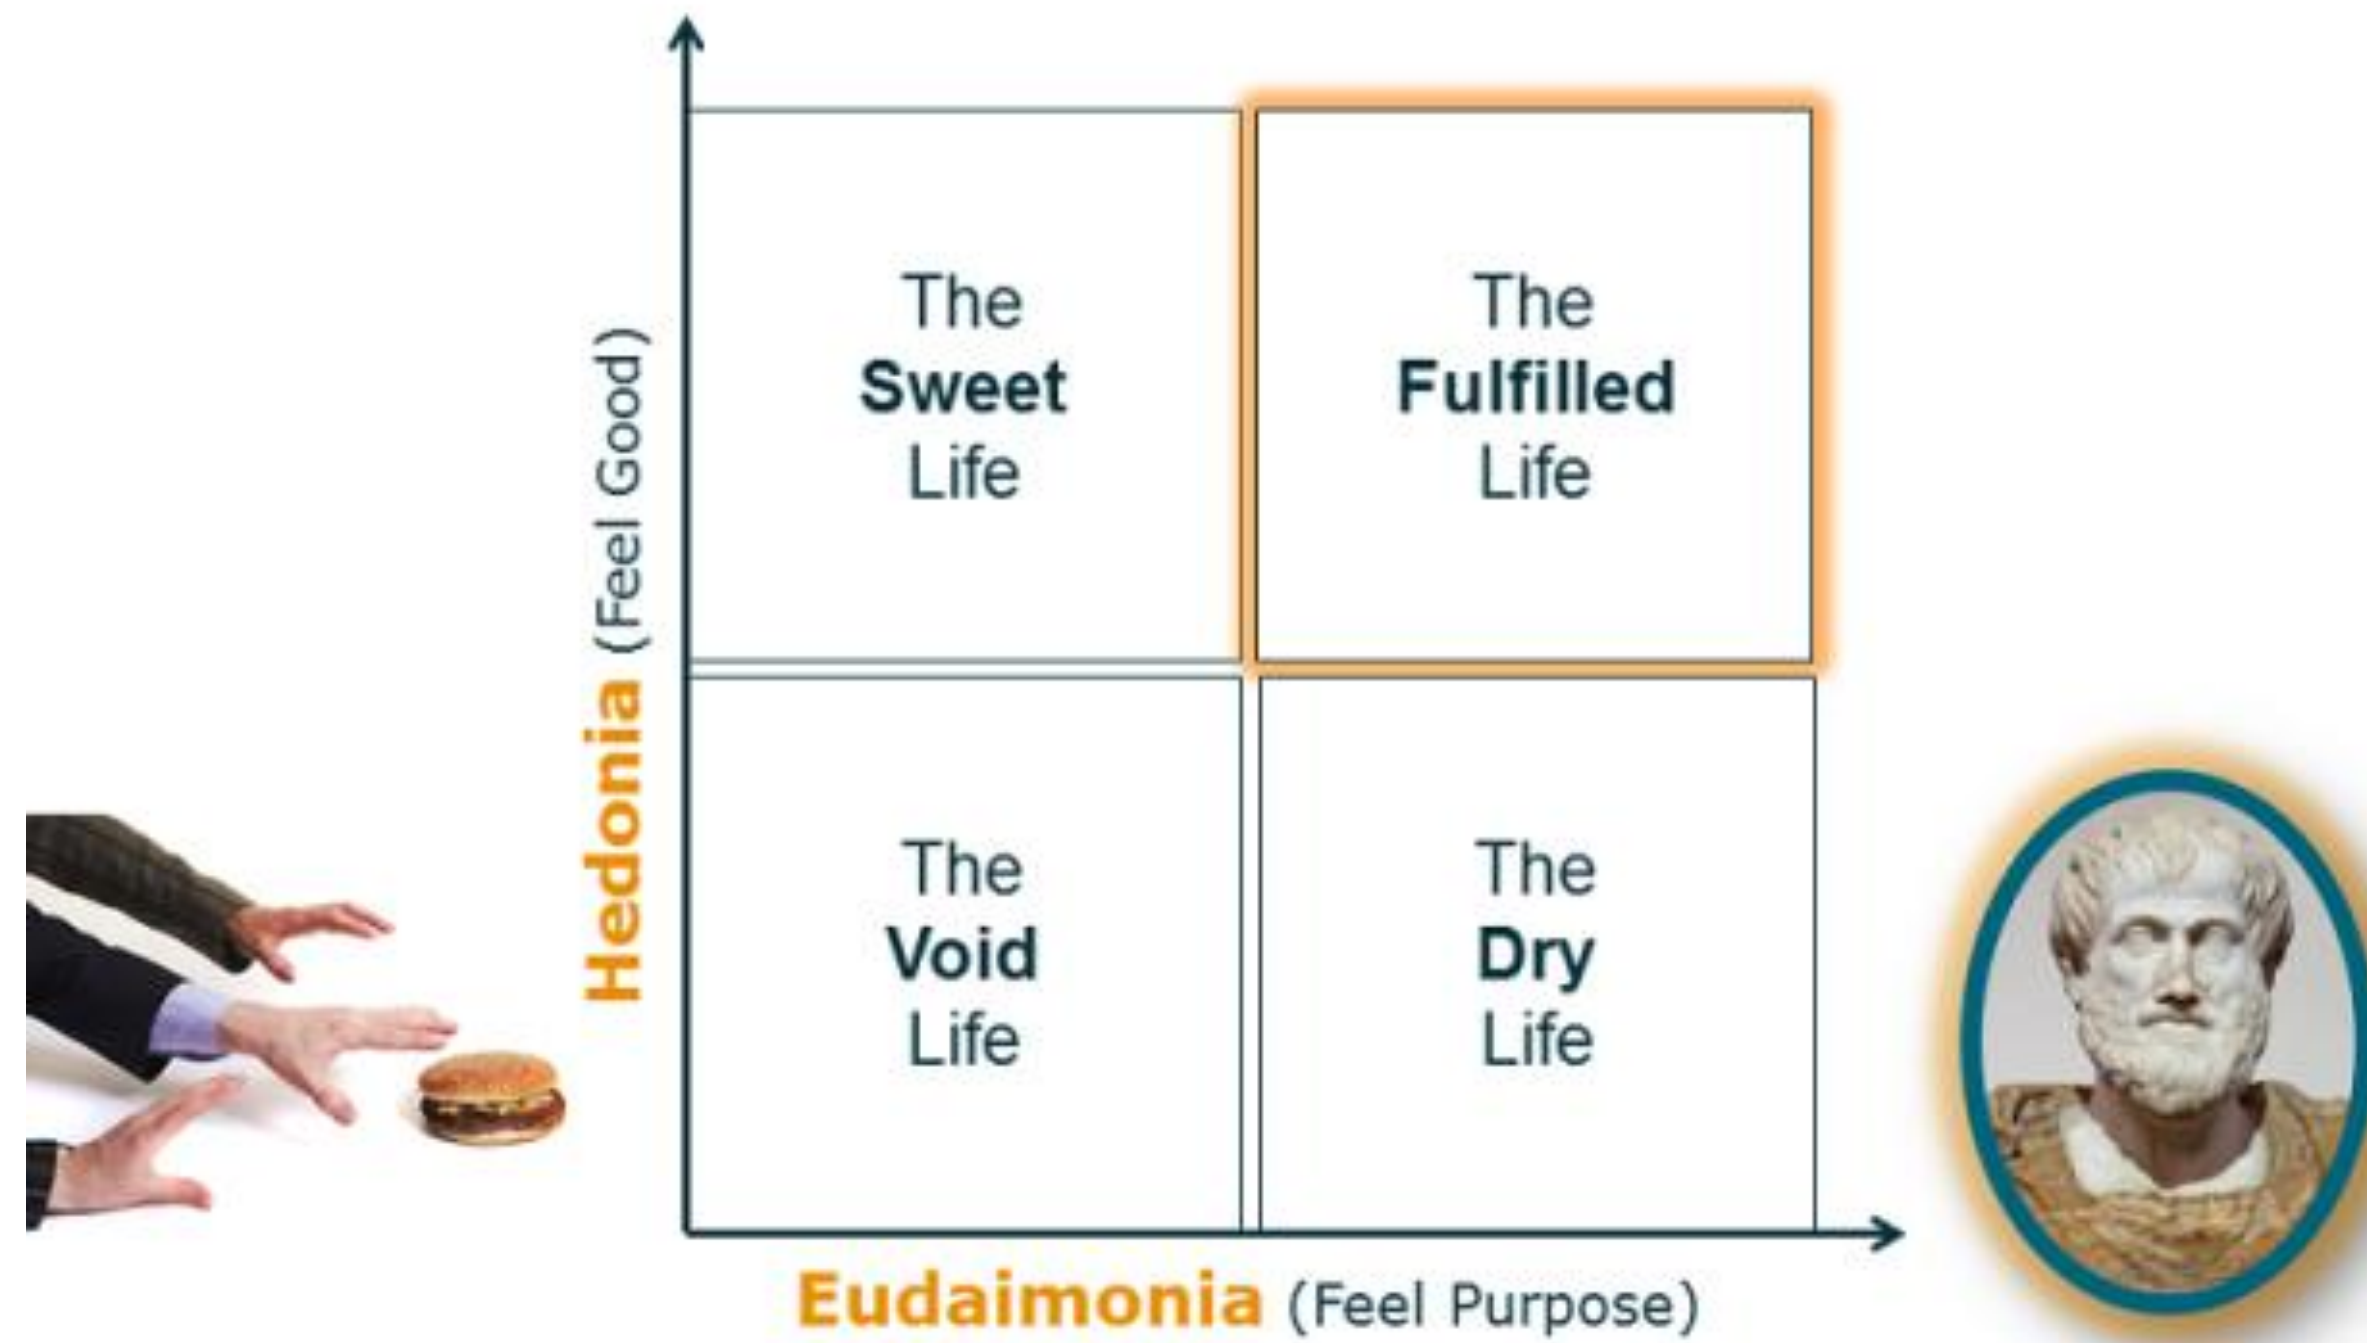 The
Sweet
Life
The
Fulfilled
Life
Hedonia (Feel Good)
The
Void
Life
The
Dry
Life
Eudaimonia (Feel Purpose)